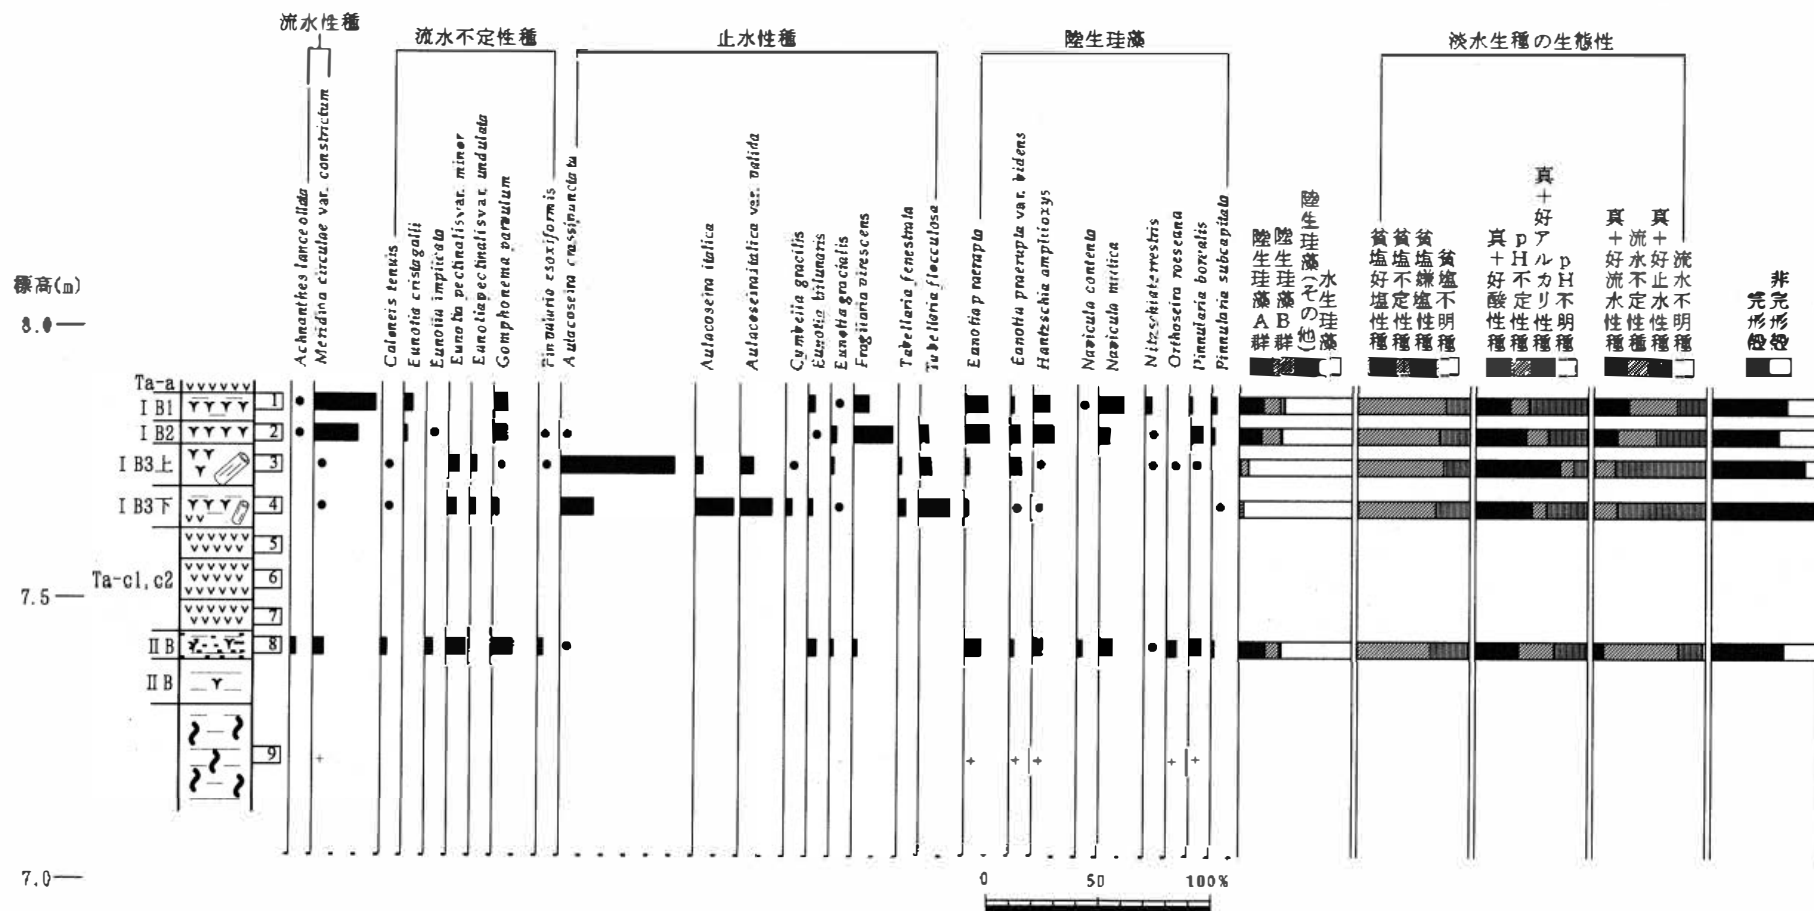 流水性種
流水不定性種
止水性種
陸生珪藻
淡水生種の生態性
Achnanthes lanceollata
Meridina circulae var. constrictum
Caloneis tenuis
Eunotia cristagalli
Eunoiia impiicata
Eunotia pechnalis var. minor
Eunotia pechnalis var. undulata
Gomphonema parvulum
Pinnularia esoxiformis
Aulacoseira crassipunctata
Aulacoseira italica
Aulacoseira italica var. valida
Cymbella gracilis
Eunotia bilunaris
Eunotia gracialis
Fragilaria virescens
Tabellaria fenestrata
Tabellaria flocculosa
Eunotia praerupta
Eunotia praerupta var. bidens
Hantzschia amphioxys
Navicula contenta
Navicula mutica
Nitzschia terrestris
Orthoseira roeseana
Pinnularia borealis
Pinnularia subcapitata
陸生珪藻A群
陸生珪藻B群
陸生珪藻(その他)
水生珪藻
貧塩好塩性種
貧塩不定性種
貧塩嫌塩性種
貧塩不明種
真+好酸性種
pH不定性種
真+好アルカリ性種
pH不明種
真+好流水性種
流水不定性種
真+好止水性種
流水不明種
完形殻
非完形殻
標高(m)
8.0
Ta-a
I B1 1
I B2 2
I B3上 3
I B3下 4
5
Ta-c1,c2 6
7.5
7
II B 8
II B
9
7.0
0 50 100%